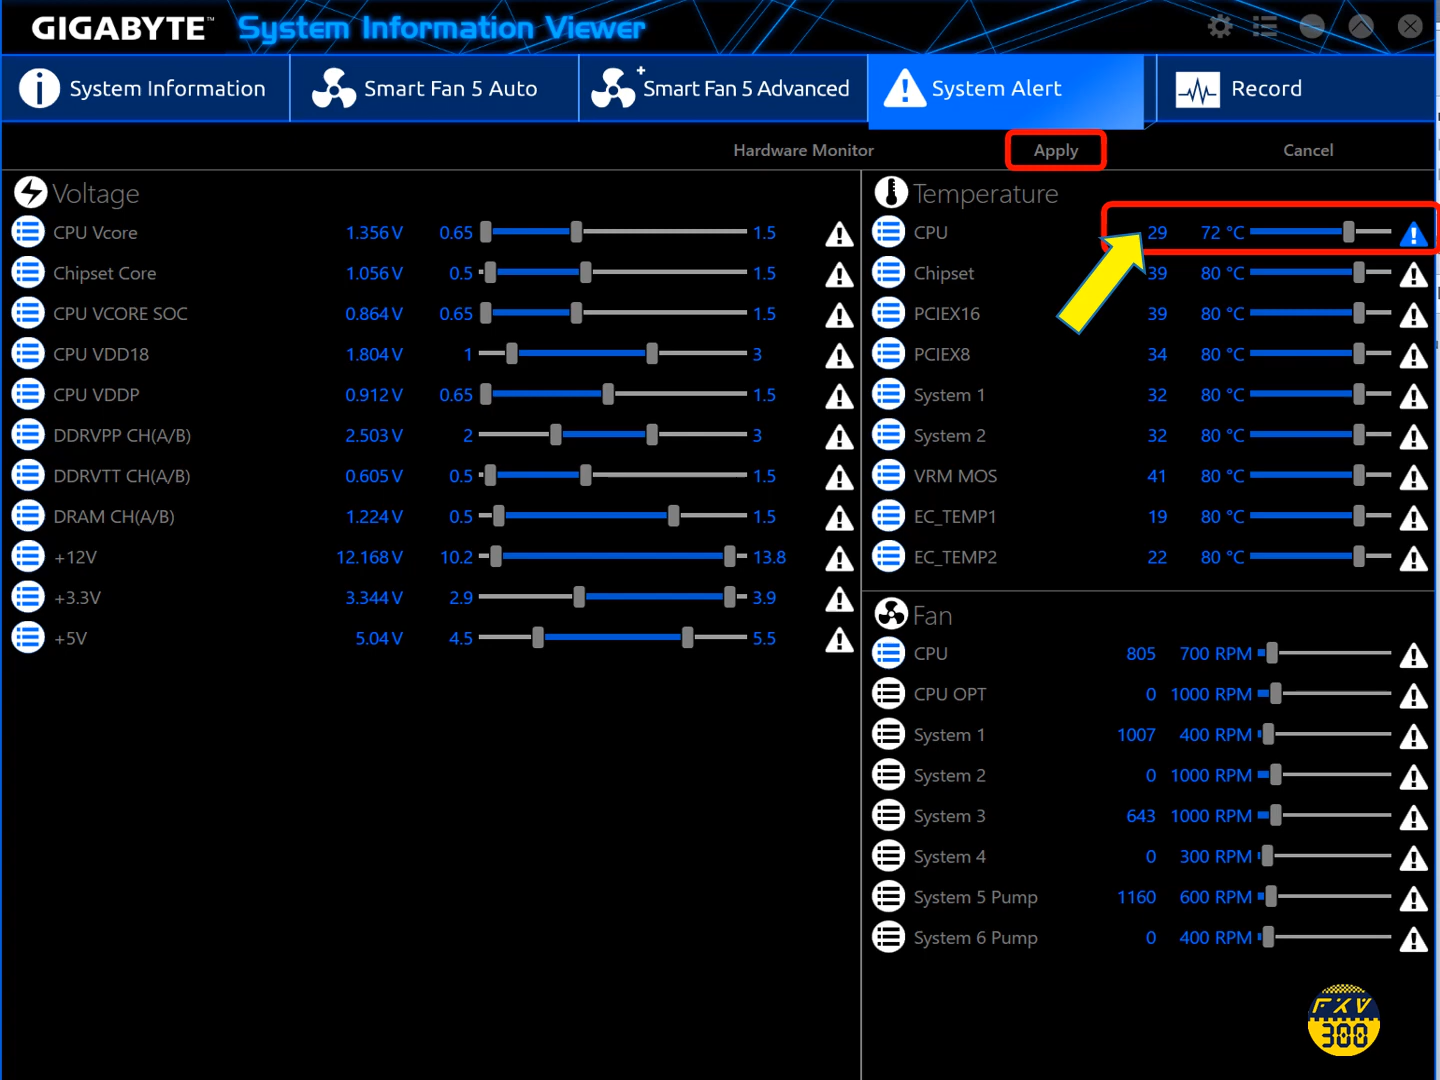 GIGABYTE™ System Information Viewer
System Information Smart Fan 5 Auto Smart Fan 5 Advanced System Alert Record
Hardware Monitor Apply Cancel
Voltage
CPU Vcore 1.356 V 0.65 1.5
Chipset Core 1.056 V 0.5 1.5
CPU VCORE SOC 0.864 V 0.65 1.5
CPU VDD18 1.804 V 1 3
CPU VDDP 0.912 V 0.65 1.5
DDRVPP CH(A/B) 2.503 V 2 3
DDRVTT CH(A/B) 0.605 V 0.5 1.5
DRAM CH(A/B) 1.224 V 0.5 1.5
+12V 12.168 V 10.2 13.8
+3.3V 3.344 V 2.9 3.9
+5V 5.04 V 4.5 5.5
Temperature
CPU 29 72 °C
Chipset 39 80 °C
PCIEX16 39 80 °C
PCIEX8 34 80 °C
System 1 32 80 °C
System 2 32 80 °C
VRM MOS 41 80 °C
EC_TEMP1 19 80 °C
EC_TEMP2 22 80 °C
Fan
CPU 805 700 RPM
CPU OPT 0 1000 RPM
System 1 1007 400 RPM
System 2 0 1000 RPM
System 3 643 1000 RPM
System 4 0 300 RPM
System 5 Pump 1160 600 RPM
System 6 Pump 0 400 RPM
FXV
300